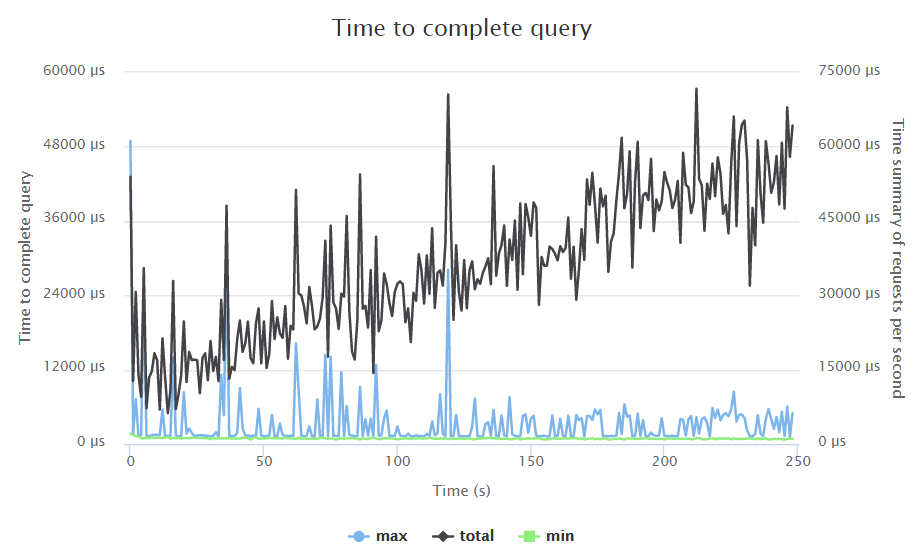 Time to complete query
60000 µs
48000 µs
36000 µs
24000 µs
12000 µs
0 µs
Time to complete query
75000 µs
60000 µs
45000 µs
30000 µs
15000 µs
0 µs
Time summary of requests per second
0
50
100
150
200
250
Time (s)
max
total
min